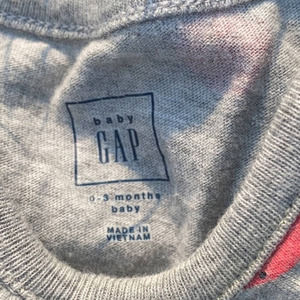 baby
GAP
0-3 months
baby
MADE IN
VIETNAM